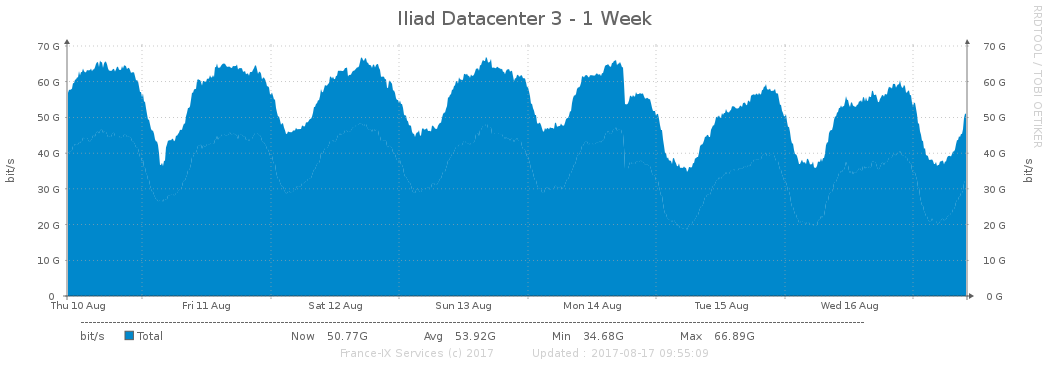 Iliad Datacenter 3 - 1 Week
RRDTOOL / TOBI OETIKER
70 G 70 G
60 G 60 G
50 G 50 G
40 G 40 G
30 G 30 G
20 G 20 G
10 G 10 G
0 0 G
bit/s bit/s
Thu 10 Aug Fri 11 Aug Sat 12 Aug Sun 13 Aug Mon 14 Aug Tue 15 Aug Wed 16 Aug
bit/s Total Now 50.77G Avg 53.92G Min 34.68G Max 66.89G
France-IX Services (c) 2017 Updated : 2017-08-17 09:55:09